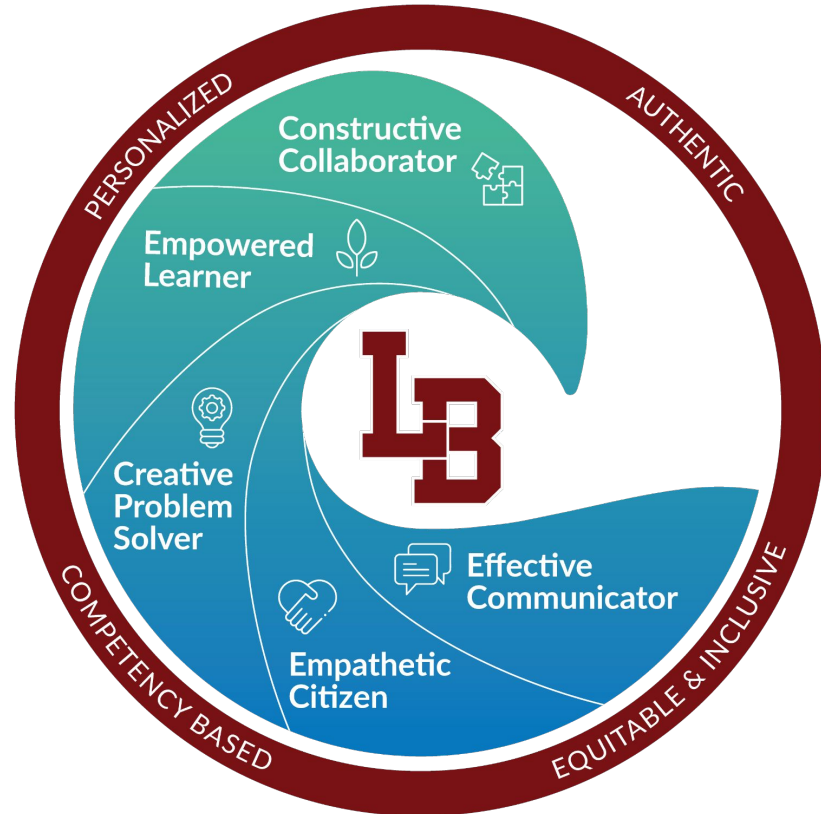 PERSONALIZED
AUTHENTIC
Constructive
Collaborator
Empowered
Learner
LB
Creative
Problem
Solver
Effective
Communicator
Empathetic
Citizen
COMPETENCY BASED
EQUITABLE & INCLUSIVE